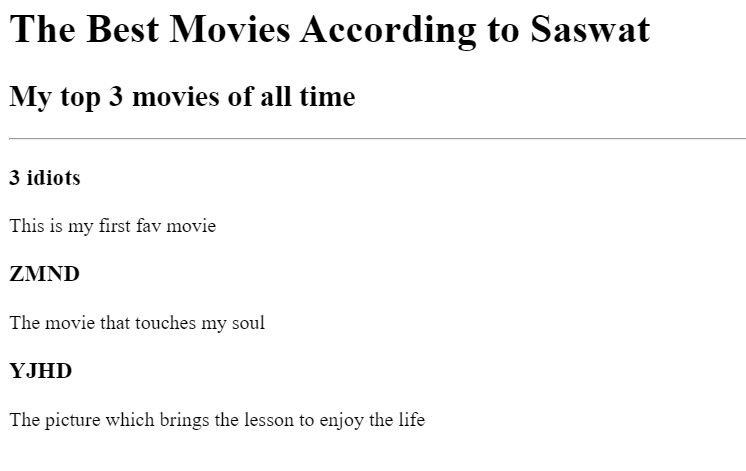 The Best Movies According to Saswat
My top 3 movies of all time
3 idiots
This is my first fav movie
ZMND
The movie that touches my soul
YJHD
The picture which brings the lesson to enjoy the life